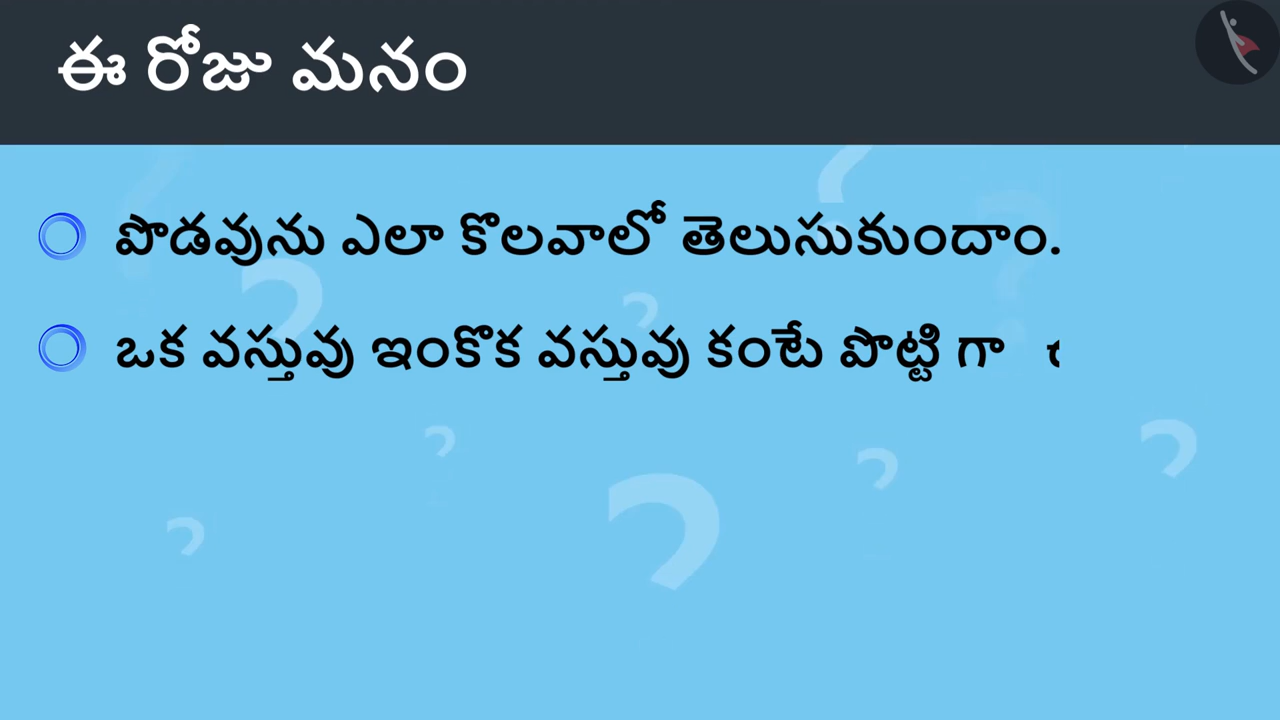 ఈ రోజు మనం
పొడవును ఎలా కొలవాలో తెలుసుకుందాం.
ఒక వస్తువు ఇంకొక వస్తువు కంటే పొట్టి గా